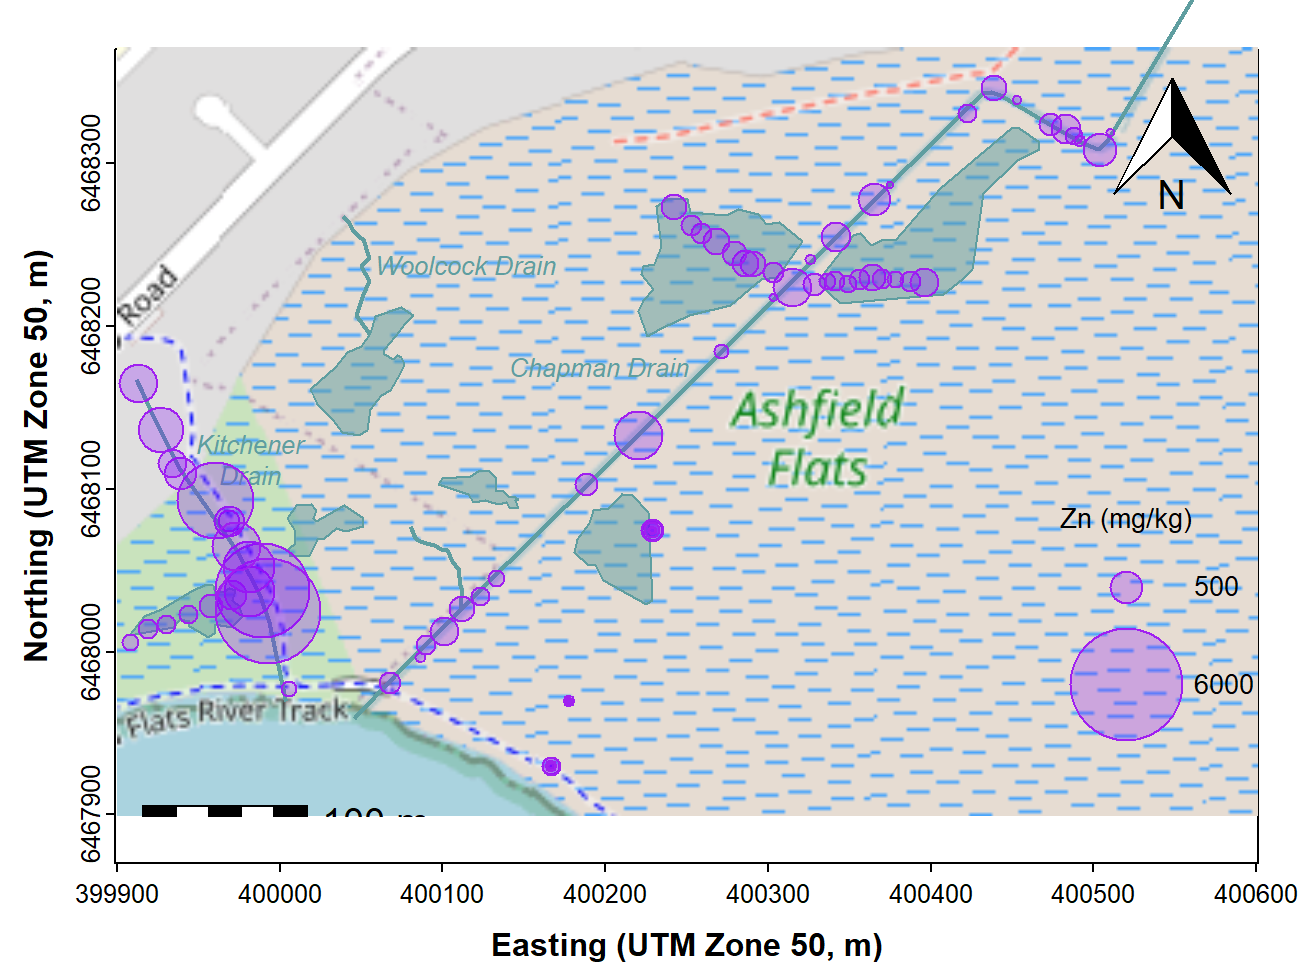 Road
Woolcock Drain
Chapman Drain
Kitchener
Drain
Ashfield
Flats
N
Zn (mg/kg)
500
6000
Flats River Track
100 m
Northing (UTM Zone 50, m)
6468300
6468200
6468100
6468000
6467900
399900 400000 400100 400200 400300 400400 400500 400600
Easting (UTM Zone 50, m)